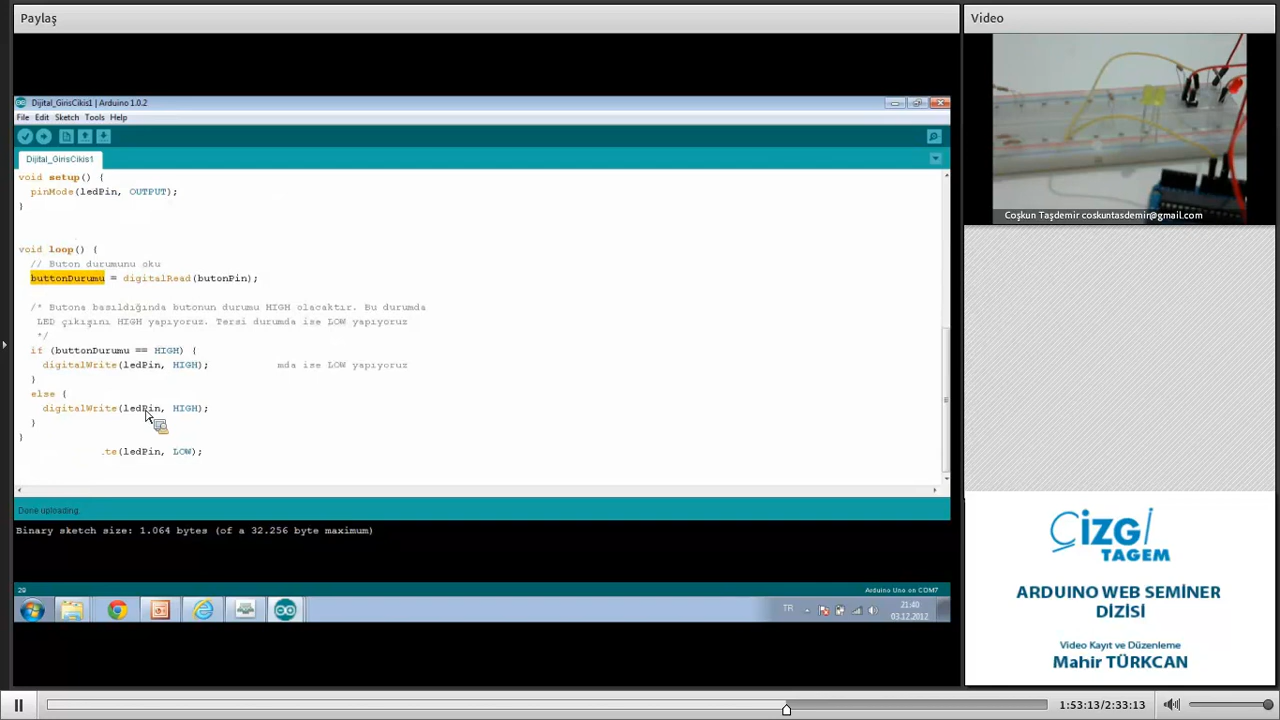 Paylaş
Video
Dijital_GirisCikis1 | Arduino 1.0.2
File Edit Sketch Tools Help
Dijital_GirisCikis1
void setup() {
pinMode(ledPin, OUTPUT);
}
void loop() {
// Buton durumunu oku
buttonDurumu = digitalRead(butonPin);
/* Butona basıldığında butonun durumu HIGH olacaktır. Bu durumda
LED çıkışını HIGH yapıyoruz. Tersi durumda ise LOW yapıyoruz
*/
if (buttonDurumu == HIGH) {
digitalWrite(ledPin, HIGH); mda ise LOW yapıyoruz
}
else {
digitalWrite(ledPin, HIGH);
}
}
.te(ledPin, LOW);
Done uploading.
Binary sketch size: 1.064 bytes (of a 32.256 byte maximum)
29
Arduino Uno on COM7
TR
21:40
03.12.2012
Coşkun Taşdemir coskuntasdemir@gmail.com
ÇİZGİ
TAGEM
ARDUINO WEB SEMİNER
DİZİSİ
Video Kayıt ve Düzenleme
Mahir TÜRKCAN
1:53:13/2:33:13